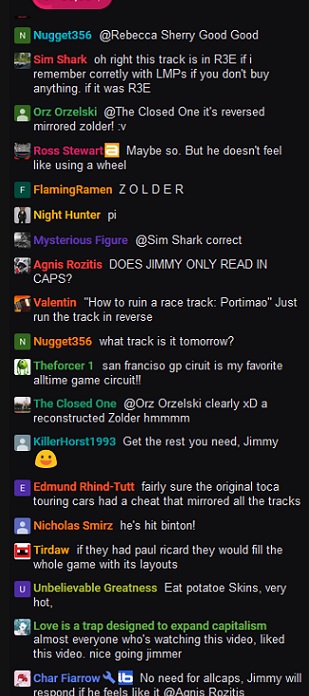 N Nugget356 @Rebecca Sherry Good Good
Sim Shark oh right this track is in R3E if i
remember corretly with LMPs if you don't buy
anything. if it was R3E
Orz Orzelski @The Closed One it's reversed
mirrored zolder! :v
Ross Stewart Maybe so. But he doesn't feel
like using a wheel
F FlamingRamen Z O L D E R
Night Hunter pi
Mysterious Figure @Sim Shark correct
Agnis Rozitis DOES JIMMY ONLY READ IN
CAPS?
Valentin "How to ruin a race track: Portimao" Just
run the track in reverse
N Nugget356 what track is it tomorrow?
Theforcer 1 san franciso gp ciruit is my favorite
alltime game circuit!!
The Closed One @Orz Orzelski clearly xD a
reconstructed Zolder hmmmm
KillerHorst1993 Get the rest you need, Jimmy
E Edmund Rhind-Tutt fairly sure the original toca
touring cars had a cheat that mirrored all the tracks
Nicholas Smirz he's hit binton!
Tirdaw if they had paul ricard they would fill the
whole game with its layouts
U Unbelievable Greatness Eat potatoe Skins, very
hot,
Love is a trap designed to expand capitalism
almost everyone who's watching this video, liked
this video. nice going jimmer
Char Fiarrow No need for allcaps, Jimmy will
respond if he feels like it @Agnis Rozitis